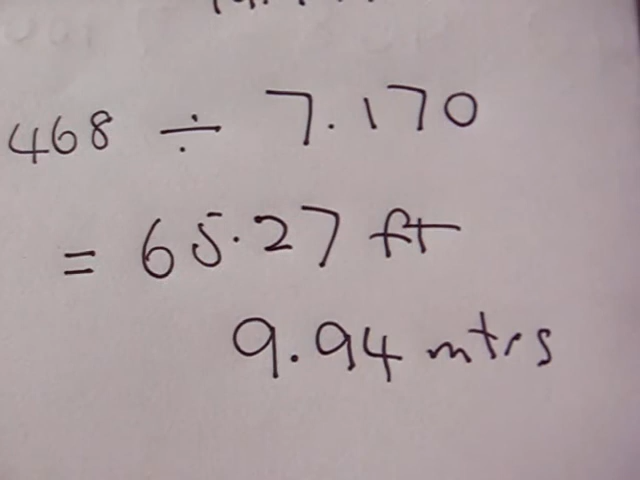 468 ÷ 7.170
= 65.27 ft
9.94 mtrs